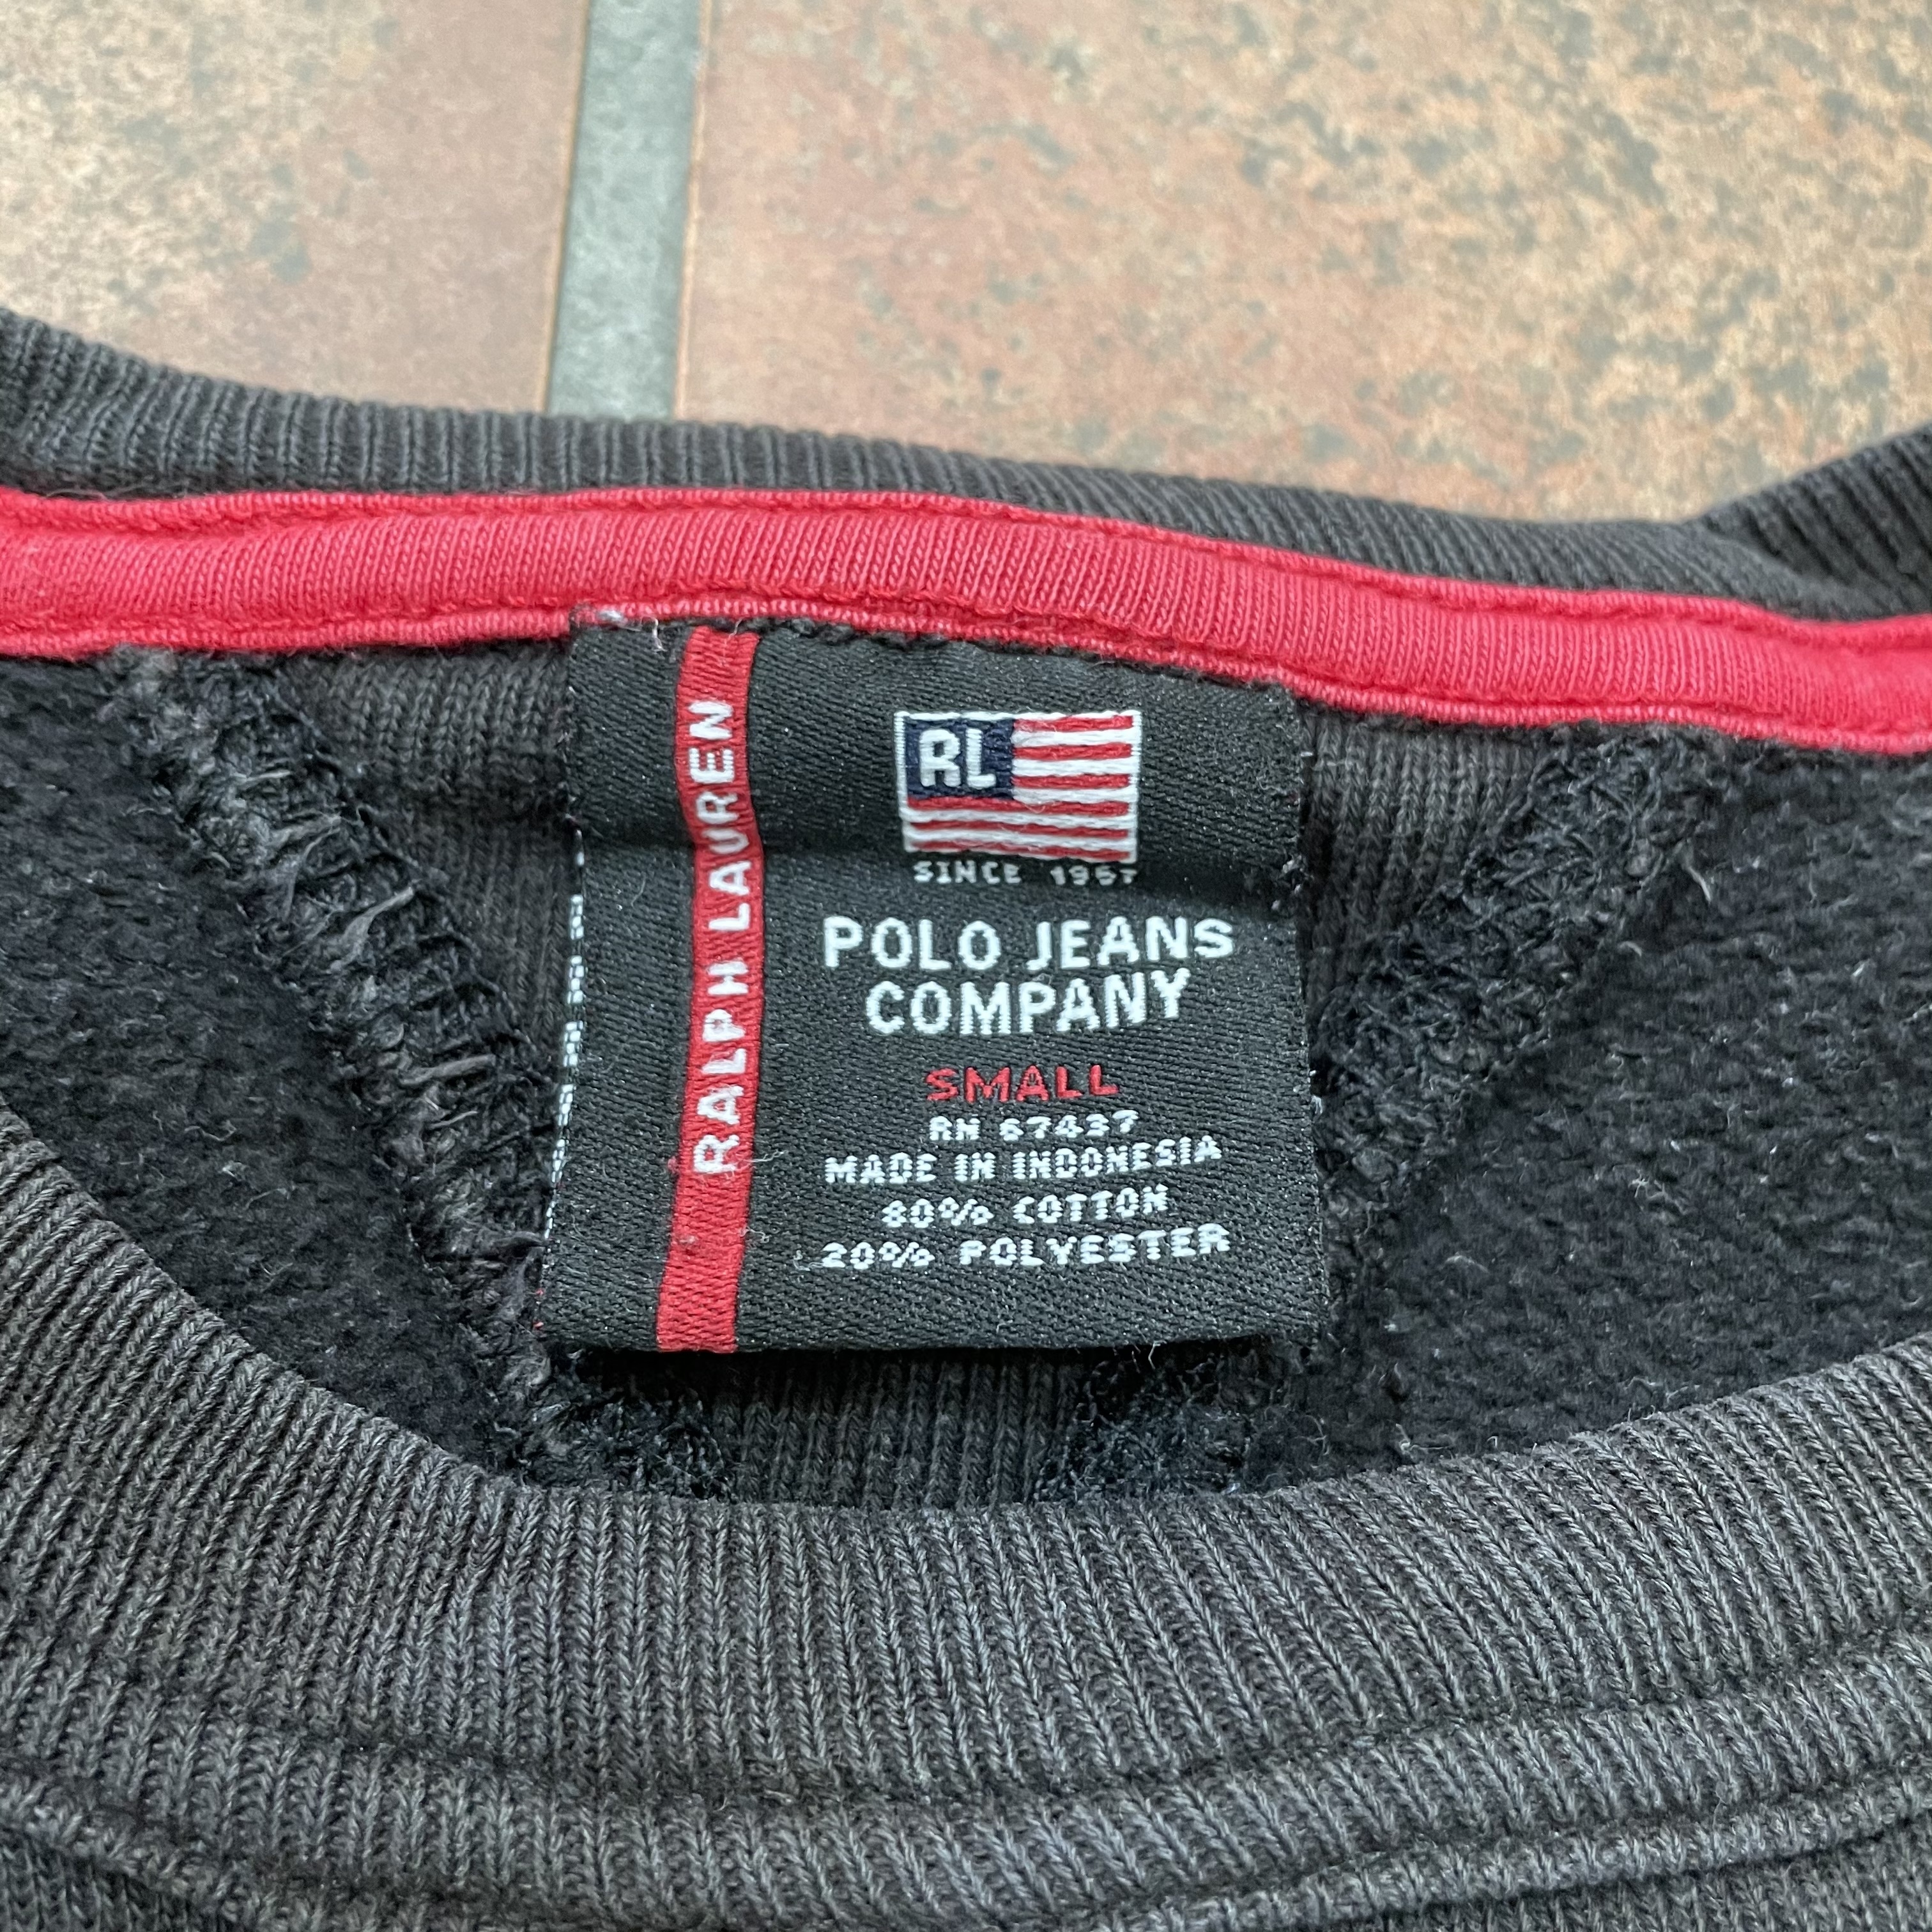 RALPH LAUREN
RL
SINCE 1967
POLO JEANS
COMPANY
SMALL
RN 67437
MADE IN INDONESIA
80% COTTON
20% POLYESTER